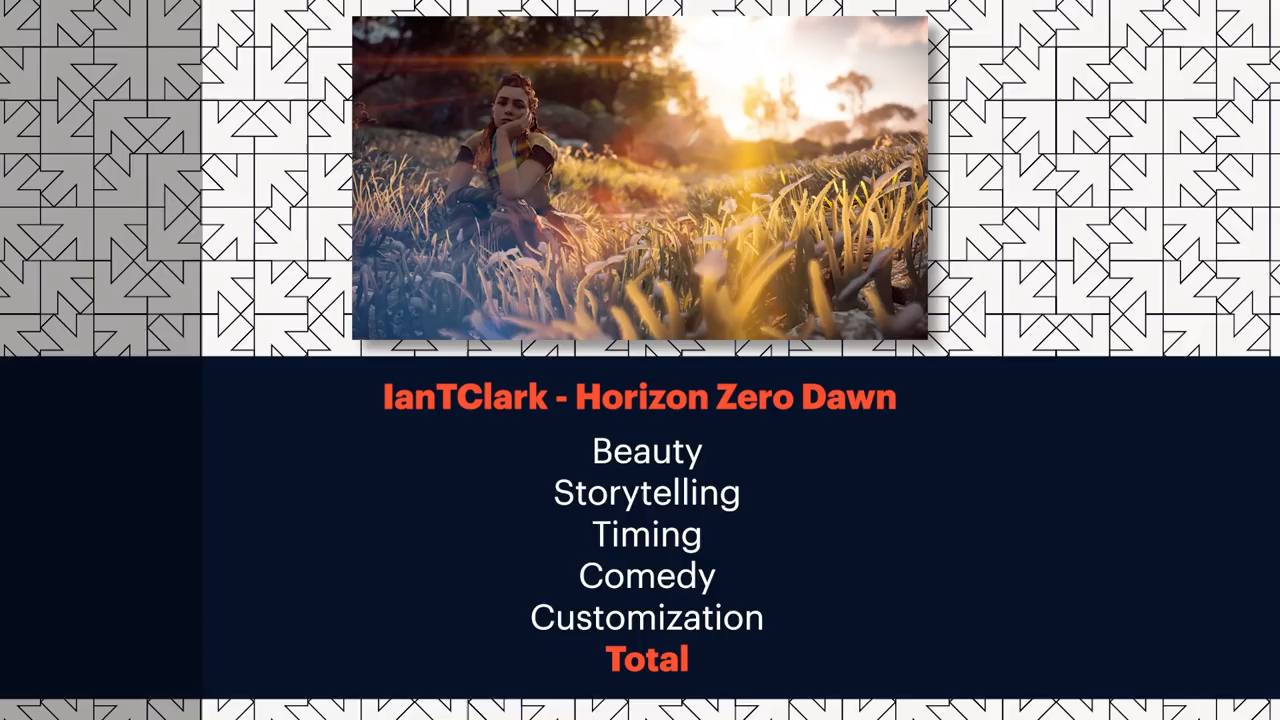 IanTClark - Horizon Zero Dawn
Beauty
Storytelling
Timing
Comedy
Customization
Total